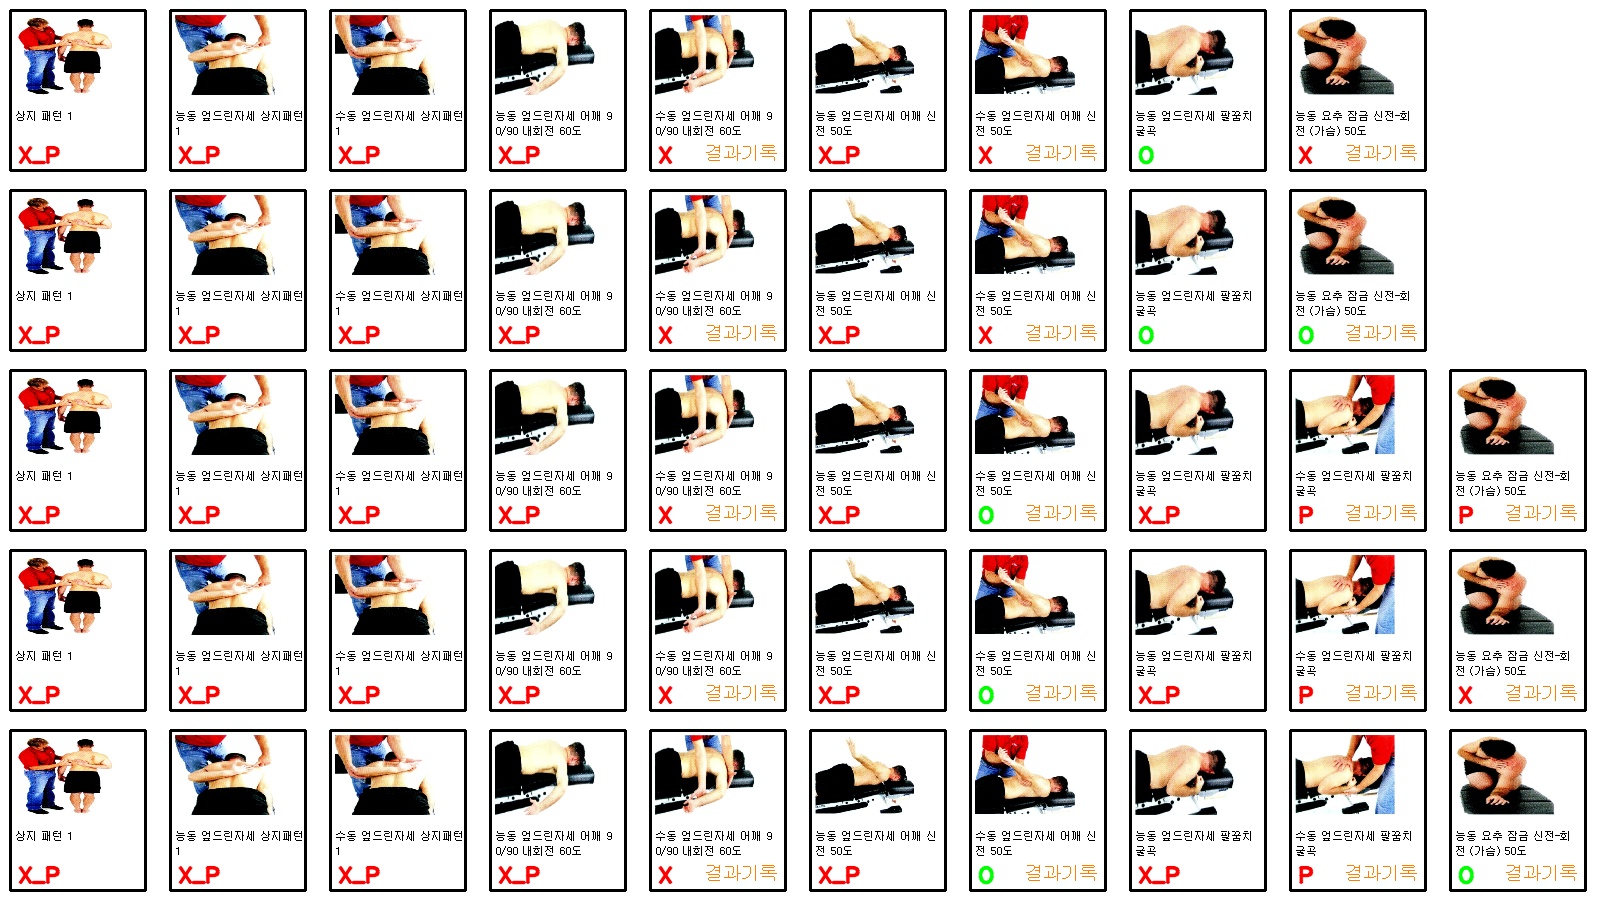 상지 패턴 1
X_P
능동 엎드린자세 상지패턴
1
X_P
수동 엎드린자세 상지패턴
1
X_P
능동 엎드린자세 어깨 9
0/90 내회전 60도
X_P
수동 엎드린자세 어깨 9
0/90 내회전 60도
X 결과기록
능동 엎드린자세 어깨 신
전 50도
X_P
수동 엎드린자세 어깨 신
전 50도
X 결과기록
능동 엎드린자세 팔꿈치
굴곡
O
능동 요추 잠금 신전-회
전 (가슴) 50도
X 결과기록
상지 패턴 1
X_P
능동 엎드린자세 상지패턴
1
X_P
수동 엎드린자세 상지패턴
1
X_P
능동 엎드린자세 어깨 9
0/90 내회전 60도
X_P
수동 엎드린자세 어깨 9
0/90 내회전 60도
X 결과기록
능동 엎드린자세 어깨 신
전 50도
X_P
수동 엎드린자세 어깨 신
전 50도
X 결과기록
능동 엎드린자세 팔꿈치
굴곡
O
능동 요추 잠금 신전-회
전 (가슴) 50도
O 결과기록
상지 패턴 1
X_P
능동 엎드린자세 상지패턴
1
X_P
수동 엎드린자세 상지패턴
1
X_P
능동 엎드린자세 어깨 9
0/90 내회전 60도
X_P
수동 엎드린자세 어깨 9
0/90 내회전 60도
X 결과기록
능동 엎드린자세 어깨 신
전 50도
X_P
수동 엎드린자세 어깨 신
전 50도
O 결과기록
능동 엎드린자세 팔꿈치
굴곡
X_P
수동 엎드린자세 팔꿈치
굴곡
P 결과기록
능동 요추 잠금 신전-회
전 (가슴) 50도
P 결과기록
상지 패턴 1
X_P
능동 엎드린자세 상지패턴
1
X_P
수동 엎드린자세 상지패턴
1
X_P
능동 엎드린자세 어깨 9
0/90 내회전 60도
X_P
수동 엎드린자세 어깨 9
0/90 내회전 60도
X 결과기록
능동 엎드린자세 어깨 신
전 50도
X_P
수동 엎드린자세 어깨 신
전 50도
O 결과기록
능동 엎드린자세 팔꿈치
굴곡
X_P
수동 엎드린자세 팔꿈치
굴곡
P 결과기록
능동 요추 잠금 신전-회
전 (가슴) 50도
X 결과기록
상지 패턴 1
X_P
능동 엎드린자세 상지패턴
1
X_P
수동 엎드린자세 상지패턴
1
X_P
능동 엎드린자세 어깨 9
0/90 내회전 60도
X_P
수동 엎드린자세 어깨 9
0/90 내회전 60도
X 결과기록
능동 엎드린자세 어깨 신
전 50도
X_P
수동 엎드린자세 어깨 신
전 50도
O 결과기록
능동 엎드린자세 팔꿈치
굴곡
X_P
수동 엎드린자세 팔꿈치
굴곡
P 결과기록
능동 요추 잠금 신전-회
전 (가슴) 50도
O 결과기록